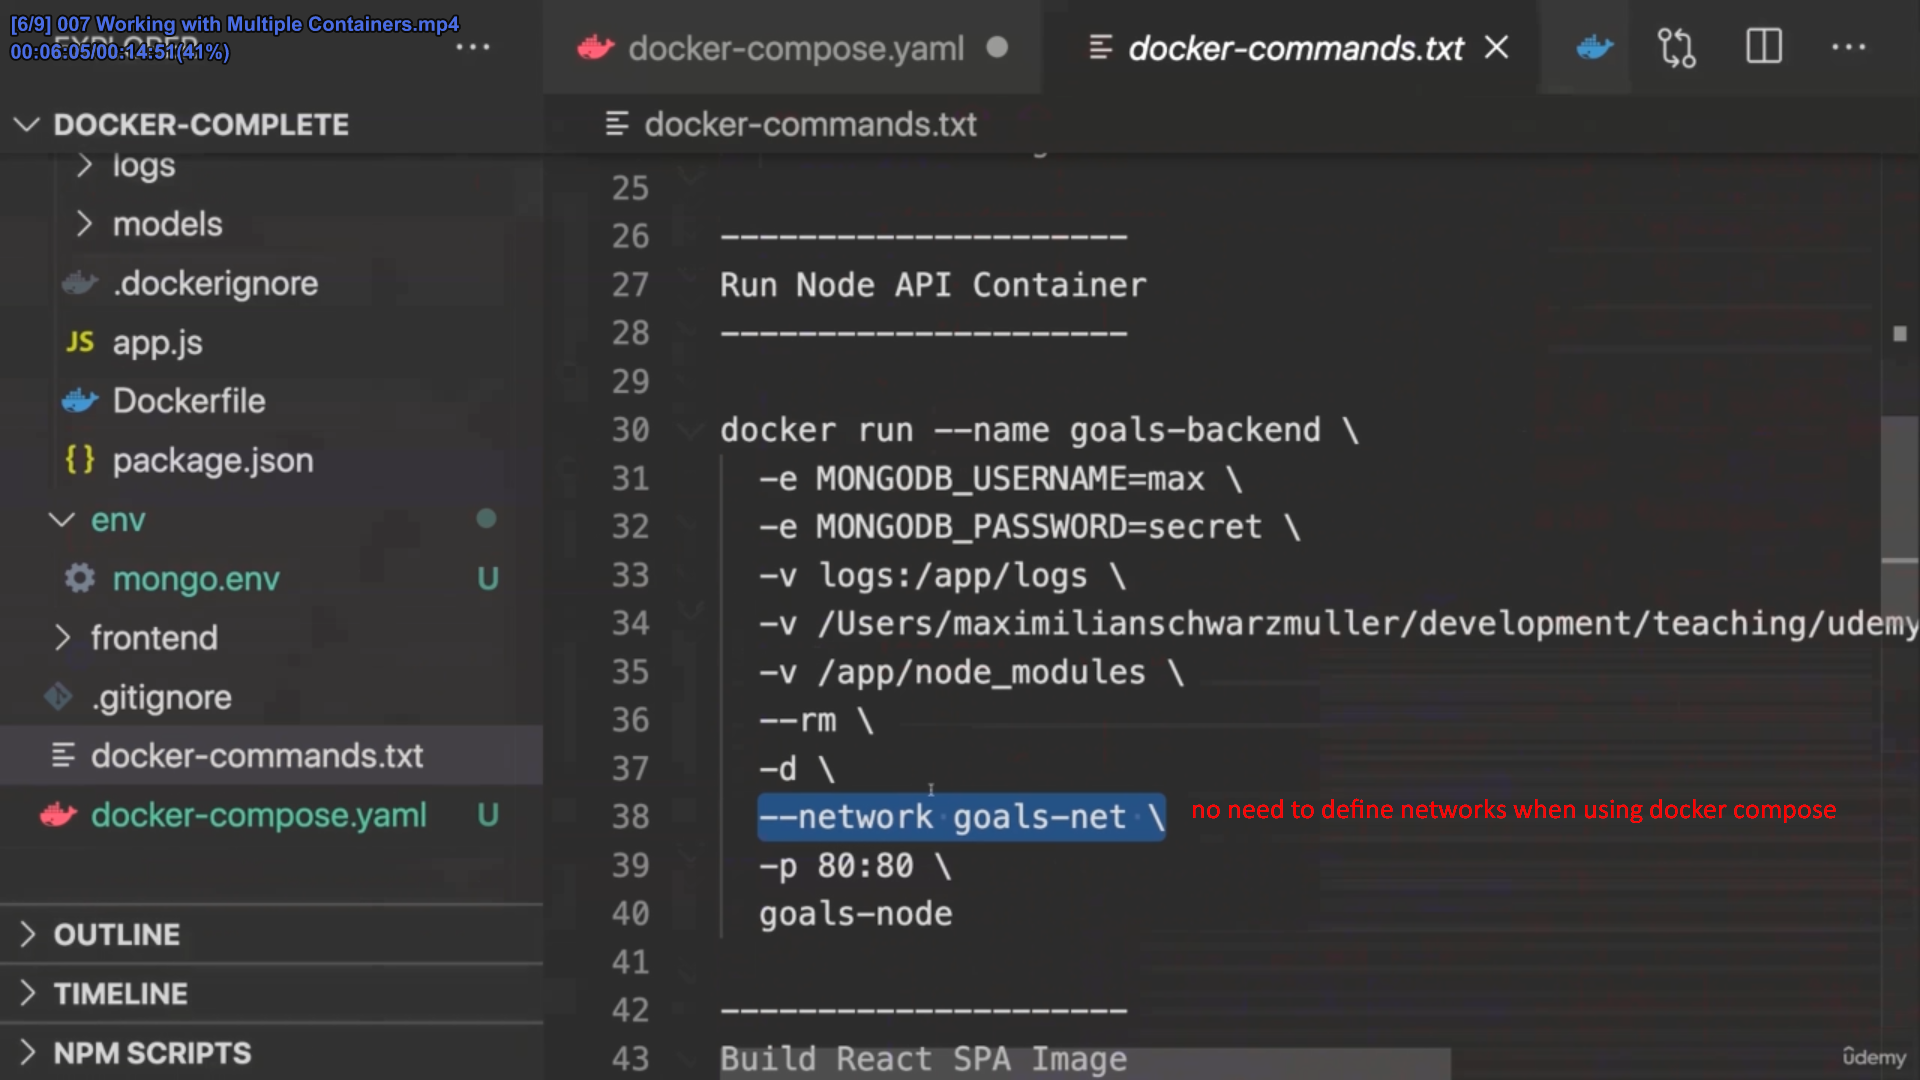 [6/9] 007 Working with Multiple Containers.mp4
00:06:05/00:14:51(41%)
EXPLORER
docker-compose.yaml
docker-commands.txt
DOCKER-COMPLETE
docker-commands.txt
logs
models
.dockerignore
JS app.js
Dockerfile
{} package.json
env
mongo.env U
frontend
.gitignore
docker-commands.txt
docker-compose.yaml U
OUTLINE
TIMELINE
NPM SCRIPTS
25
26 ---------------------
27 Run Node API Container
28 ---------------------
29
30 docker run --name goals-backend \
31 -e MONGODB_USERNAME=max \
32 -e MONGODB_PASSWORD=secret \
33 -v logs:/app/logs \
34 -v /Users/maximilianschwarzmuller/development/teaching/udemy
35 -v /app/node_modules \
36 --rm \
37 -d \
38 --network goals-net \
no need to define networks when using docker compose
39 -p 80:80 \
40 goals-node
41
42 ---------------------
43 Build React SPA Image
ûdemy